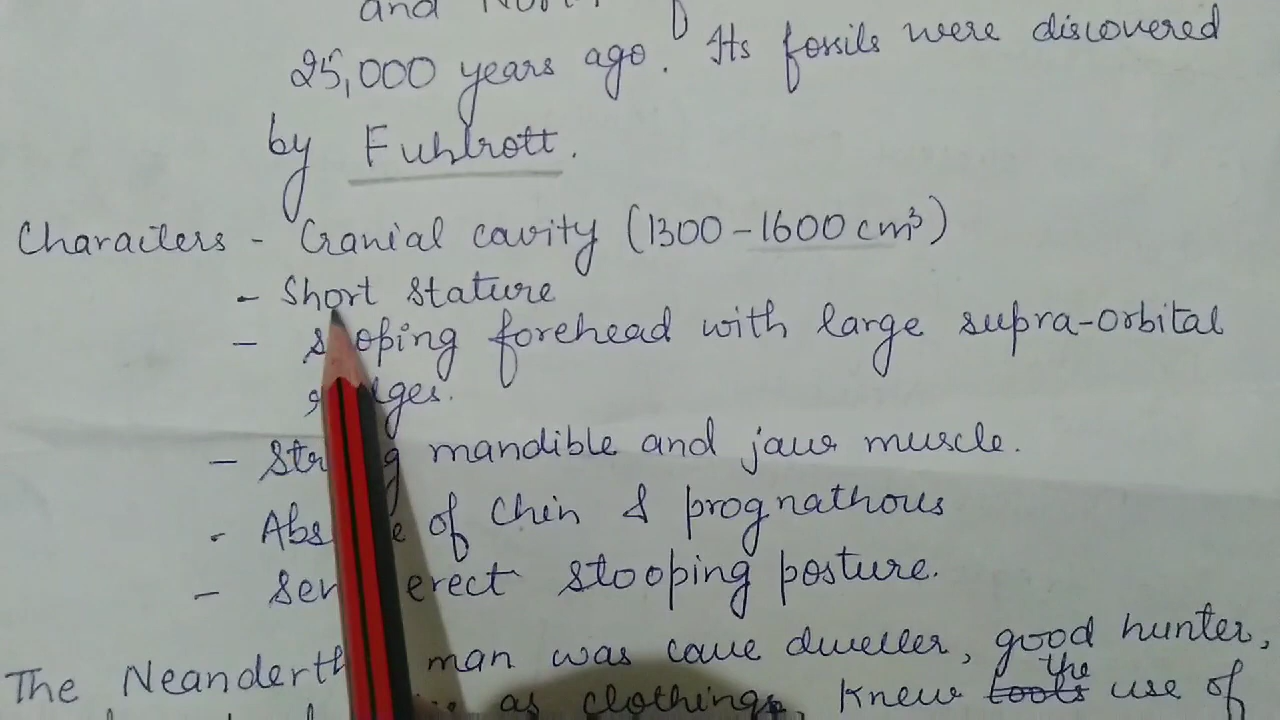 and
25,000 years ago. Its fossils were discovered
by Fuhlrott.
Characters - Cranial cavity (1300 - 1600 cm³)
- Short stature
- forehead with large supra-orbital
- mandible and jaw muscle.
- of Chin & prognathous
- erect stooping posture.
The man was cave dweller, good hunter,
the
as clothings, Knew tools use of